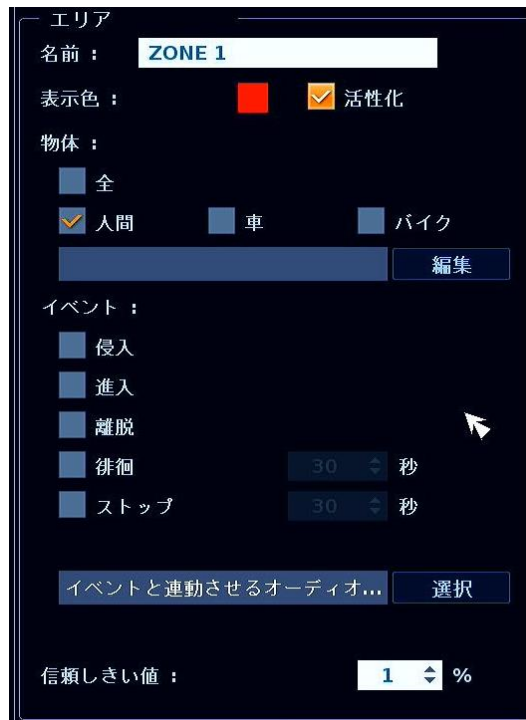 エリア
名前 : ZONE 1
表示色 : 活性化
物体 :
全
人間 車 バイク
編集
イベント :
侵入
進入
離脱
徘徊 30 秒
ストップ 30 秒
イベントと連動させるオーディオ... 選択
信頼しきい値 : 1 %